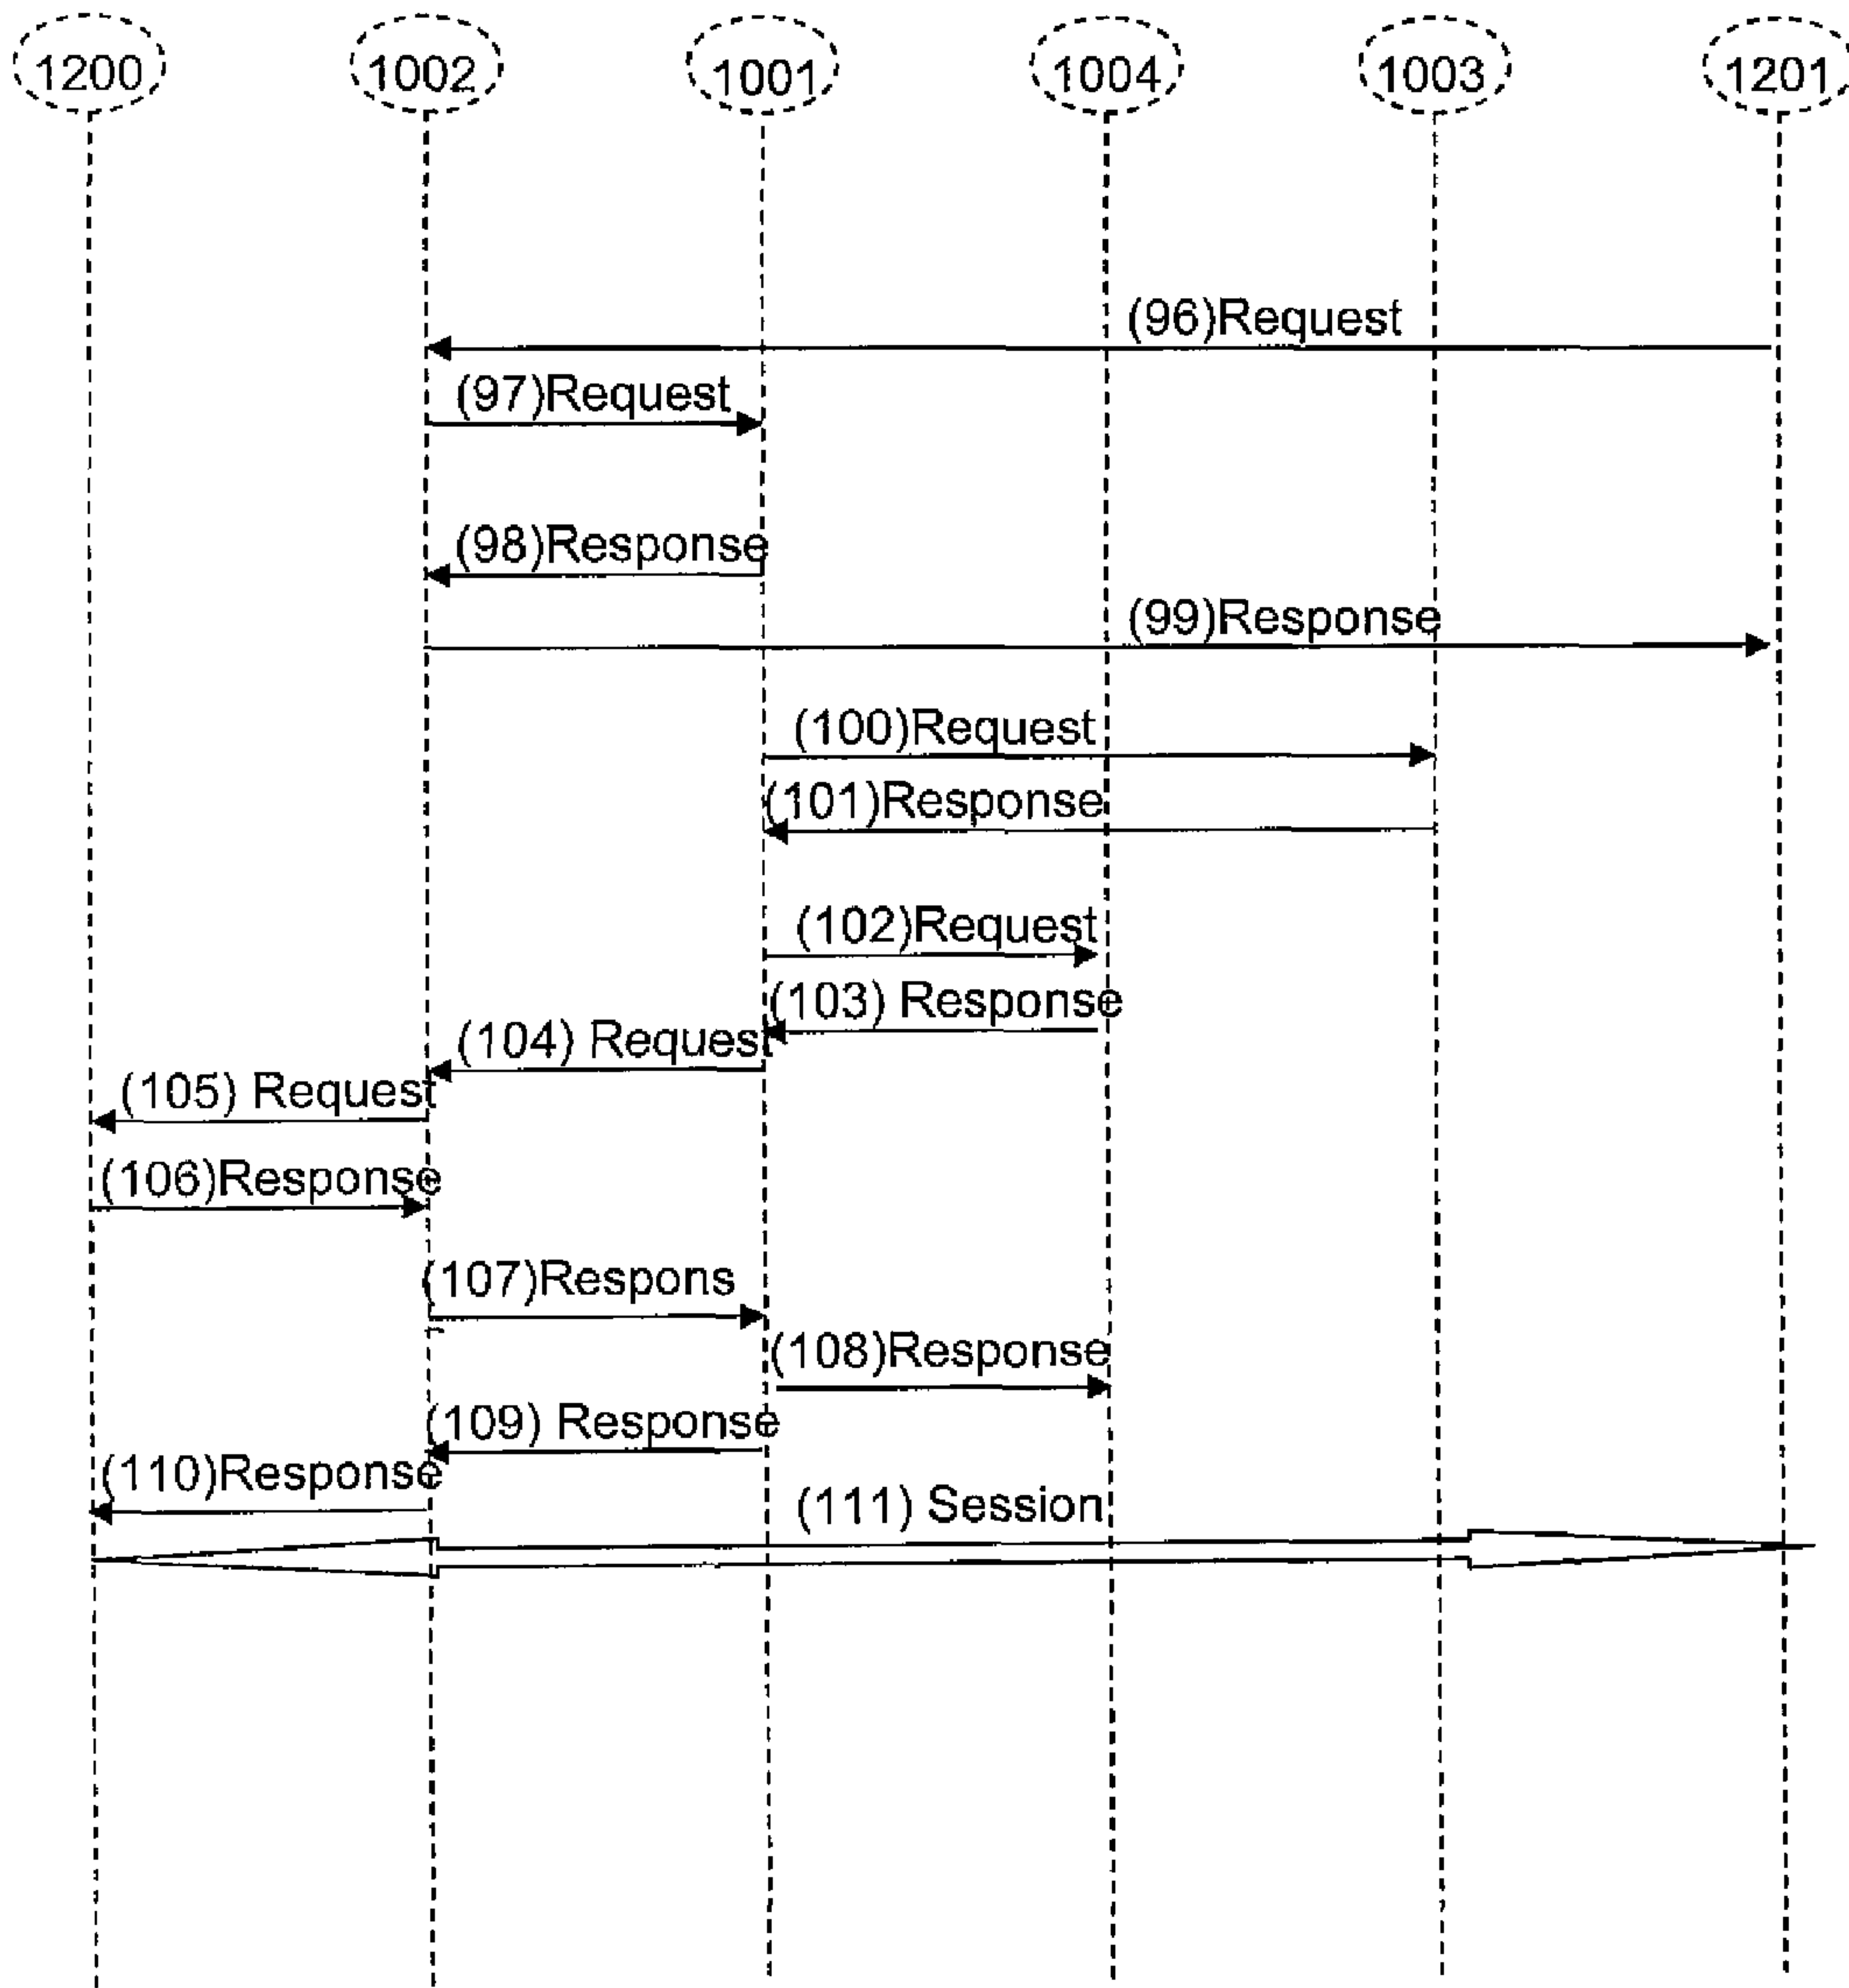 1200 1002 1001 1004 1003 1201
(96)Request
(97)Request
(98)Response
(99)Response
(100)Request
(101)Response
(102)Request
(103) Response
(104) Request
(105) Request
(106)Response
(107)Respons
(108)Response
(109) Response
(110)Response
(111) Session